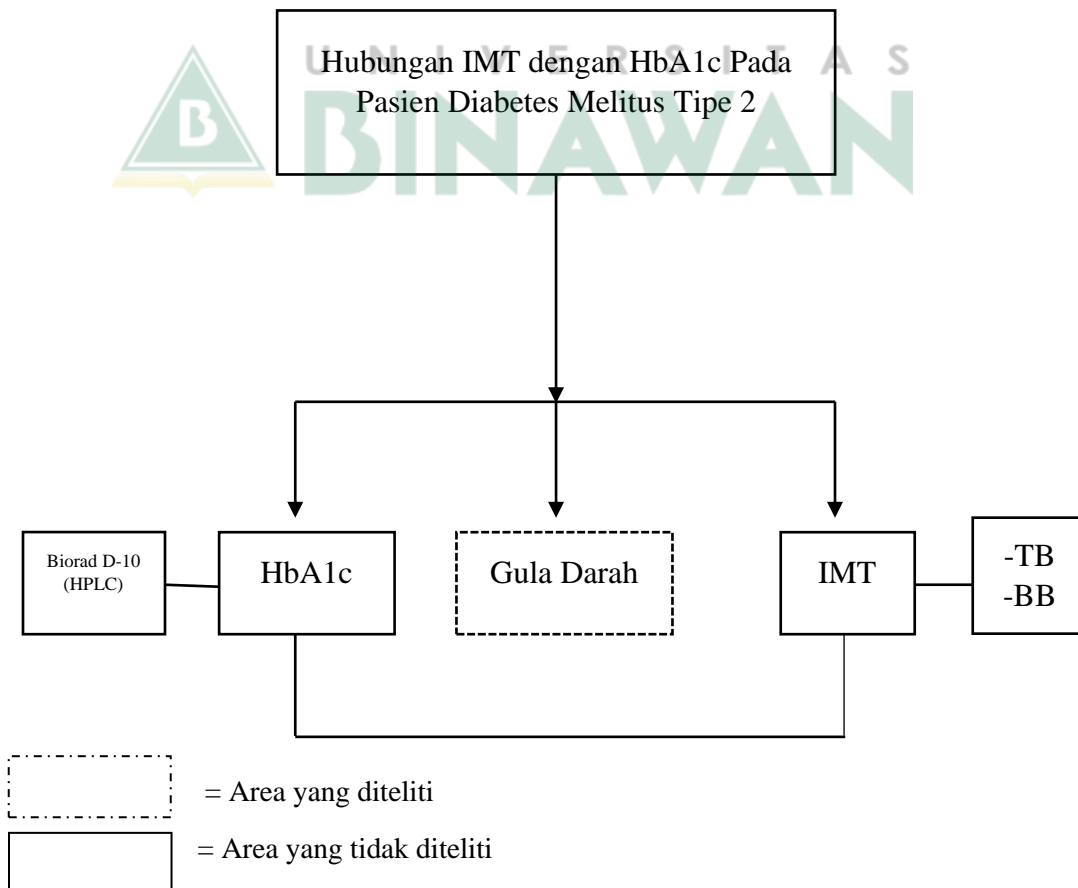 UNIVERSITAS
BINAWAN
B
Hubungan IMT dengan HbA1c Pada
Pasien Diabetes Melitus Tipe 2
Biorad D-10
(HPLC)
HbA1c
Gula Darah
IMT
-TB
-BB
= Area yang diteliti
= Area yang tidak diteliti